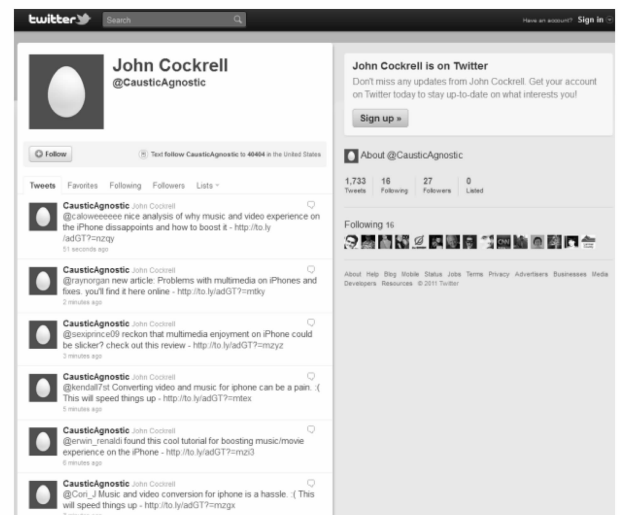 twitter
Search
Have an account? Sign in
John Cockrell
@CausticAgnostic
Follow
Text follow CausticAgnostic to 40404 in the United States
Tweets Favorites Following Followers Lists
CausticAgnostic John Cockrell
@caloweeeeee nice analysis of why music and video experience on
the iPhone dissappoints and how to boost it - http://to.ly
/adGT?=nzqy
51 seconds ago
CausticAgnostic John Cockrell
@raynorgan new article: Problems with multimedia on iPhones and
fixes. you'll find it here online - http://to.ly/adGT?=mtky
2 minutes ago
CausticAgnostic John Cockrell
@sexiprince09 reckon that multimedia enjoyment on iPhone could
be slicker? check out this review - http://to.ly/adGT?=mzyz
3 minutes ago
CausticAgnostic John Cockrell
@kendall7st Converting video and music for iphone can be a pain. :(
This will speed things up - http://to.ly/adGT?=mtex
5 minutes ago
CausticAgnostic John Cockrell
@erwin_renaldi found this cool tutorial for boosting music/movie
experience on the iPhone - http://to.ly/adGT?=mzi3
6 minutes ago
CausticAgnostic John Cockrell
@Cori_J Music and video conversion for iphone is a hassle. :( This
will speed things up - http://to.ly/adGT?=mzgx
John Cockrell is on Twitter
Don't miss any updates from John Cockrell. Get your account
on Twitter today to stay up-to-date on what interests you!
Sign up »
About @CausticAgnostic
1,733 16 27 0
Tweets Following Followers Listed
Following 16
CNN
About Help Blog Mobile Status Jobs Terms Privacy Advertisers Businesses Media
Developers Resources © 2011 Twitter